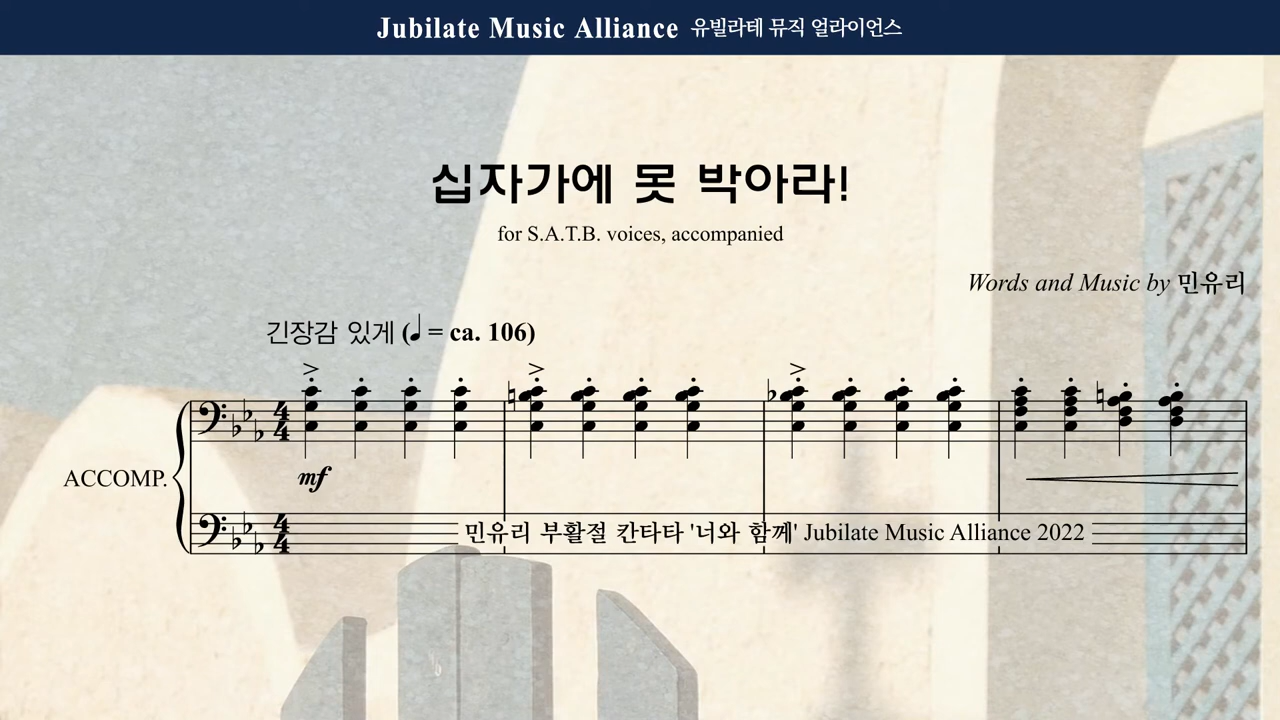 Jubilate Music Alliance 유빌라테 뮤직 얼라이언스
십자가에 못 박아라!
for S.A.T.B. voices, accompanied
Words and Music by 민유리
긴장감 있게 (♩ = ca. 106)
ACCOMP.
mf
민유리 부활절 칸타타 '너와 함께' Jubilate Music Alliance 2022